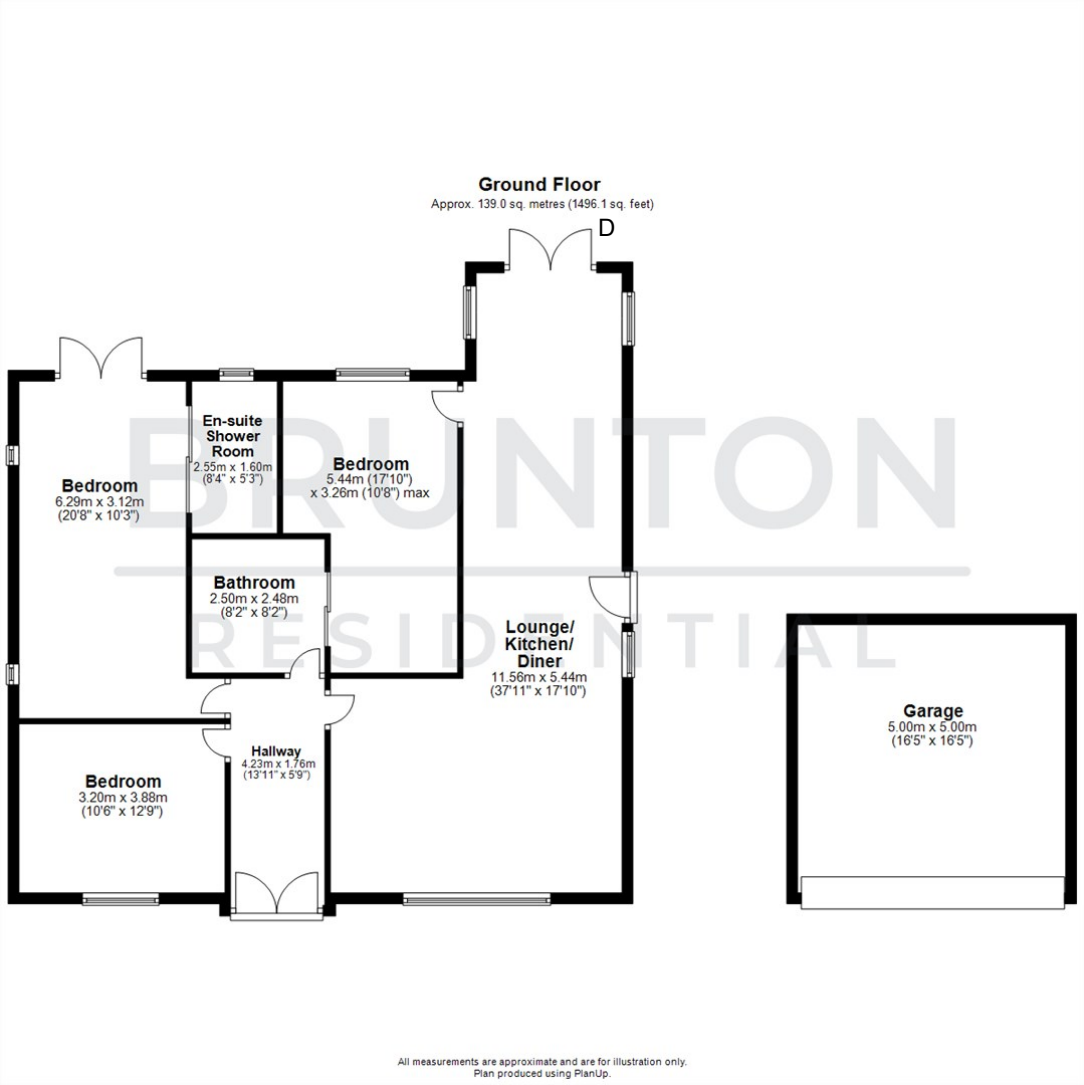 Ground Floor
Approx. 139.0 sq. metres (1496.1 sq. feet)
D
BRUNTON
RESIDENTIAL
En-suite
Shower
Room
2.55m x 1.60m
(8'4" x 5'3")
Bedroom
5.44m (17'10")
x 3.26m (10'8") max
Bedroom
6.29m x 3.12m
(20'8" x 10'3")
Bathroom
2.50m x 2.48m
(8'2" x 8'2")
Lounge/
Kitchen/
Diner
11.56m x 5.44m
(37'11" x 17'10")
Garage
5.00m x 5.00m
(16'5" x 16'5")
Hallway
4.23m x 1.76m
(13'11" x 5'9")
Bedroom
3.20m x 3.88m
(10'6" x 12'9")
All measurements are approximate and are for illustration only.
Plan produced using PlanUp.